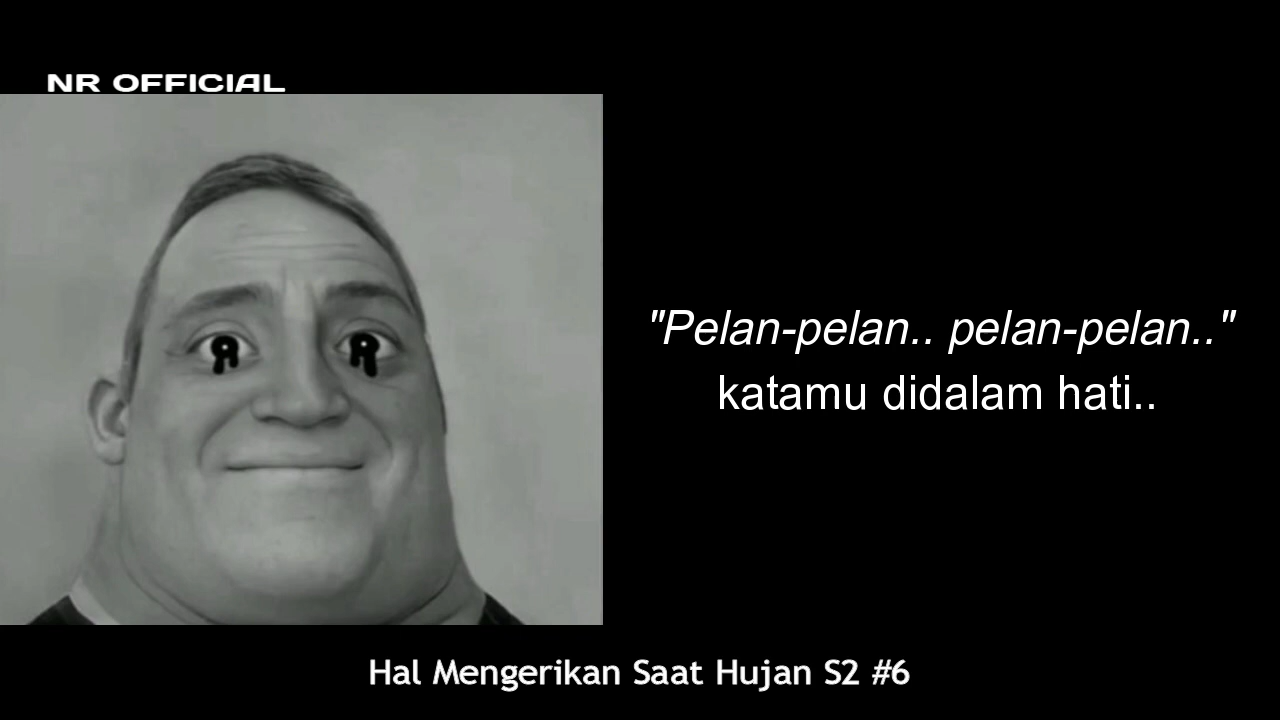 NR OFFICIAL
"Pelan-pelan.. pelan-pelan.."
katamu didalam hati..
Hal Mengerikan Saat Hujan S2 #6